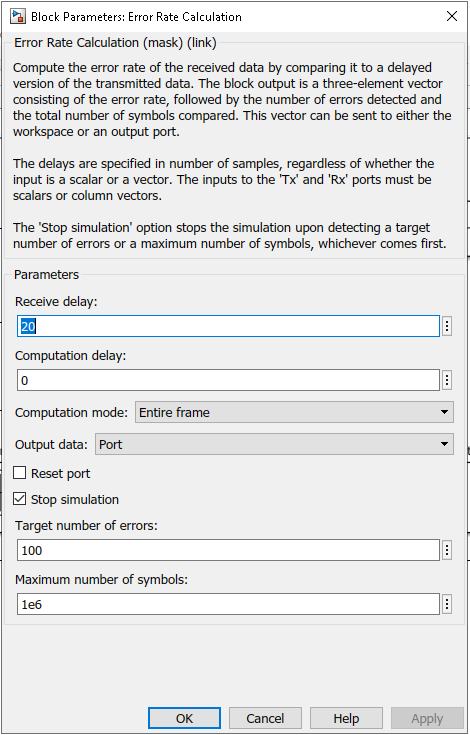 Block Parameters: Error Rate Calculation
Error Rate Calculation (mask) (link)
Compute the error rate of the received data by comparing it to a delayed
version of the transmitted data. The block output is a three-element vector
consisting of the error rate, followed by the number of errors detected and
the total number of symbols compared. This vector can be sent to either the
workspace or an output port.
The delays are specified in number of samples, regardless of whether the
input is a scalar or a vector. The inputs to the 'Tx' and 'Rx' ports must be
scalars or column vectors.
The 'Stop simulation' option stops the simulation upon detecting a target
number of errors or a maximum number of symbols, whichever comes first.
Parameters
Receive delay:
20
Computation delay:
0
Computation mode: Entire frame
Output data: Port
Reset port
Stop simulation
Target number of errors:
100
Maximum number of symbols:
1e6
OK Cancel Help Apply